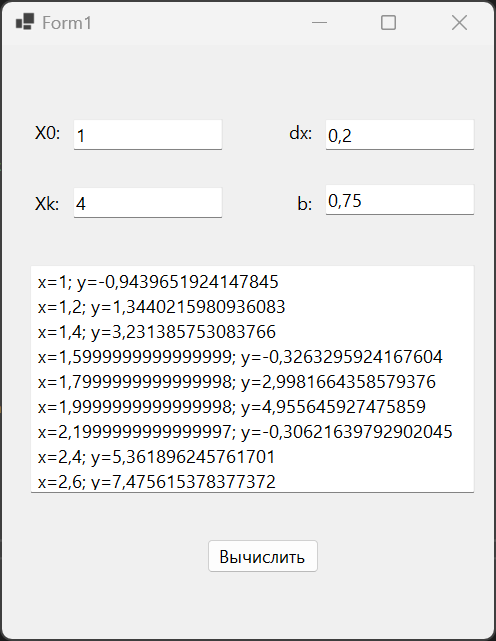 Form1
X0: 1 dx: 0,2
Xk: 4 b: 0,75
x=1; y=-0,9439651924147845
x=1,2; y=1,3440215980936083
x=1,4; y=3,231385753083766
x=1,5999999999999999; y=-0,3263295924167604
x=1,7999999999999998; y=2,9981664358579376
x=1,9999999999999998; y=4,955645927475859
x=2,1999999999999997; y=-0,30621639792902045
x=2,4; y=5,361896245761701
x=2,6; y=7,475615378377372
Вычислить